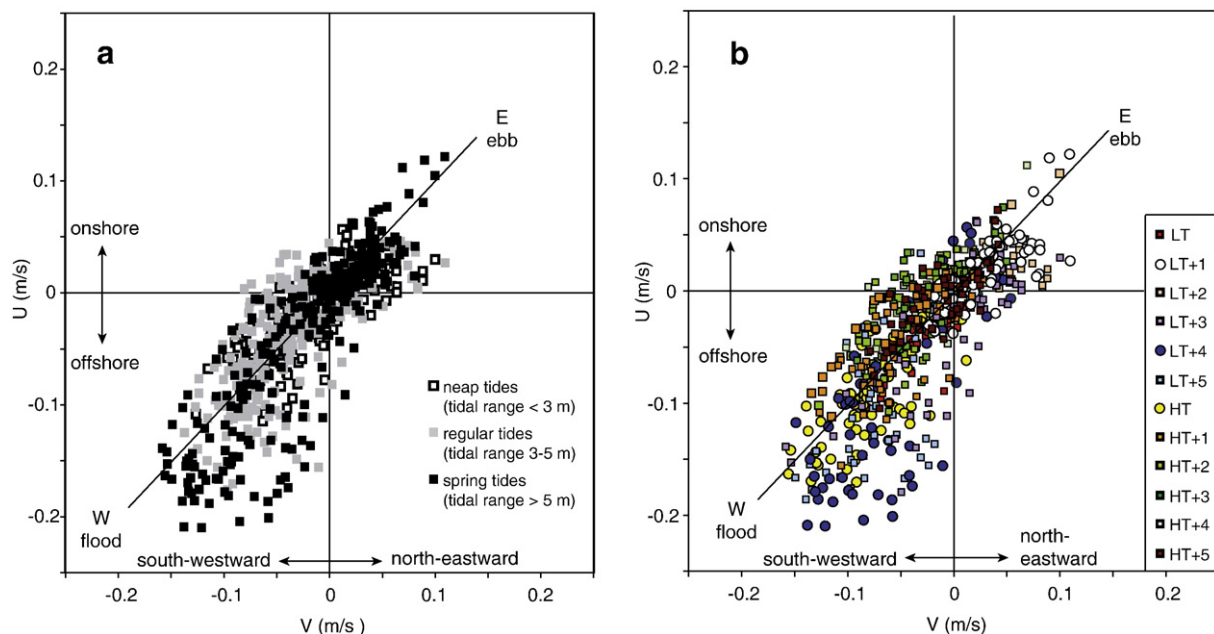 a
0.2
0.1
0
-0.1
-0.2
U (m/s)
onshore
offshore
E
ebb
W
flood
neap tides
(tidal range < 3 m)
regular tides
(tidal range 3-5 m)
spring tides
(tidal range > 5 m)
south-westward
north-eastward
-0.2
-0.1
0
0.1
0.2
V (m/s)
b
0.2
0.1
0
-0.1
-0.2
U (m/s)
onshore
offshore
E
ebb
W
flood
south-westward
north-
eastward
LT
LT+1
LT+2
LT+3
LT+4
LT+5
HT
HT+1
HT+2
HT+3
HT+4
HT+5
-0.2
-0.1
0
0.1
0.2
V (m/s)